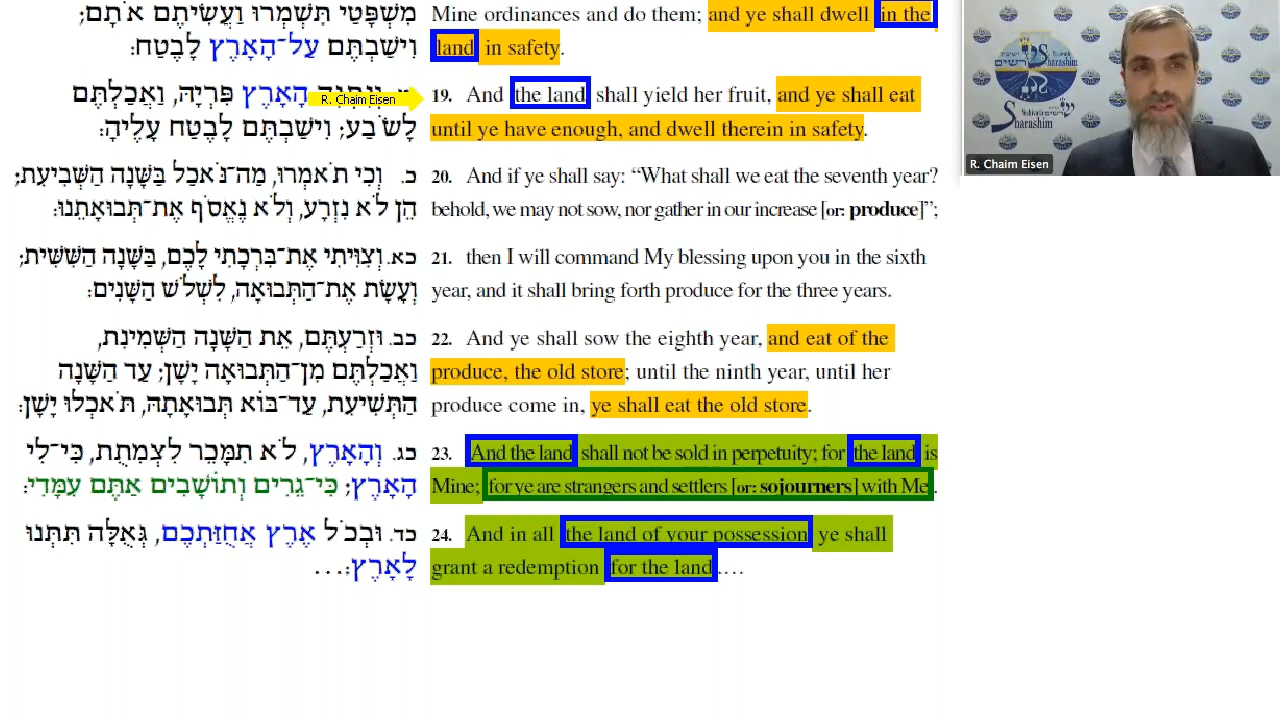 מִשְׁפָּטַי תִּשְׁמְרוּ וַעֲשִׂיתֶם אֹתָם;
וִישַׁבְתֶּם עַל־הָאָרֶץ לָבֶטַח:
הָאָרֶץ פִּרְיָהּ, וַאֲכַלְתֶּם
לָשֹׂבַע; וִישַׁבְתֶּם לָבֶטַח עָלֶיהָ:
כ. וְכִי תֹאמְרוּ, מַה־נֹּאכַל בַּשָּׁנָה הַשְּׁבִיעִת;
הֵן לֹא נִזְרָע, וְלֹא נֶאֱסֹף אֶת־תְּבוּאָתֵנוּ:
כא. וְצִוִּיתִי אֶת־בִּרְכָתִי לָכֶם, בַּשָּׁנָה הַשִּׁשִּׁית;
וְעָשָׂת אֶת־הַתְּבוּאָה, לִשְׁלֹשׁ הַשָּׁנִים:
כב. וּזְרַעְתֶּם, אֵת הַשָּׁנָה הַשְּׁמִינִת,
וַאֲכַלְתֶּם מִן־הַתְּבוּאָה יָשָׁן; עַד הַשָּׁנָה
הַתְּשִׁיעִת, עַד־בּוֹא תְּבוּאָתָהּ, תֹּאכְלוּ יָשָׁן:
כג. וְהָאָרֶץ, לֹא תִמָּכֵר לִצְמִתֻת, כִּי־לִי
הָאָרֶץ; כִּי־גֵרִים וְתוֹשָׁבִים אַתֶּם עִמָּדִי:
כד. וּבְכֹל אֶרֶץ אֲחֻזַּתְכֶם, גְּאֻלָּה תִּתְּנוּ
לָאָרֶץ:...
R. Chaim Eisen
Mine ordinances and do them; and ye shall dwell in the
land in safety.
19. And the land shall yield her fruit, and ye shall eat
until ye have enough, and dwell therein in safety.
20. And if ye shall say: “What shall we eat the seventh year?
behold, we may not sow, nor gather in our increase [or: produce]”;
21. then I will command My blessing upon you in the sixth
year, and it shall bring forth produce for the three years.
22. And ye shall sow the eighth year, and eat of the
produce, the old store; until the ninth year, until her
produce come in, ye shall eat the old store.
23. And the land shall not be sold in perpetuity; for the land is
Mine; for ye are strangers and settlers [or: sojourners] with Me.
24. And in all the land of your possession ye shall
grant a redemption for the land....
Sharashim
Yeshivath
Sharashim
R. Chaim Eisen